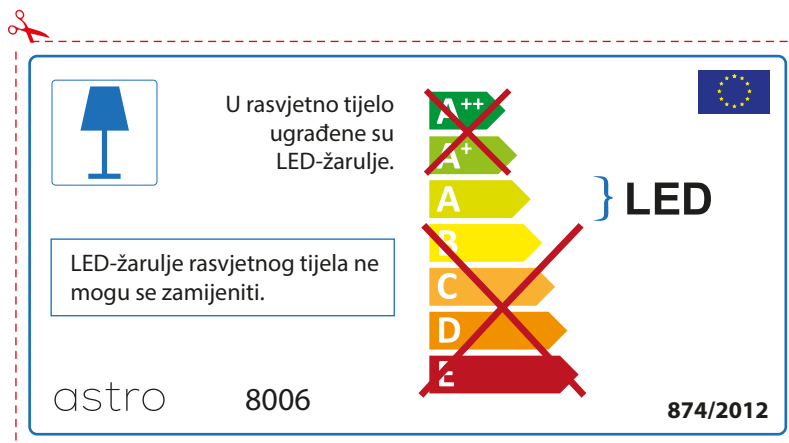 U rasvjetno tijelo
ugrađene su
LED-žarulje.
A++
A+
A
B
C
D
E
LED
LED-žarulje rasvjetnog tijela ne
mogu se zamijeniti.
astro
8006
874/2012